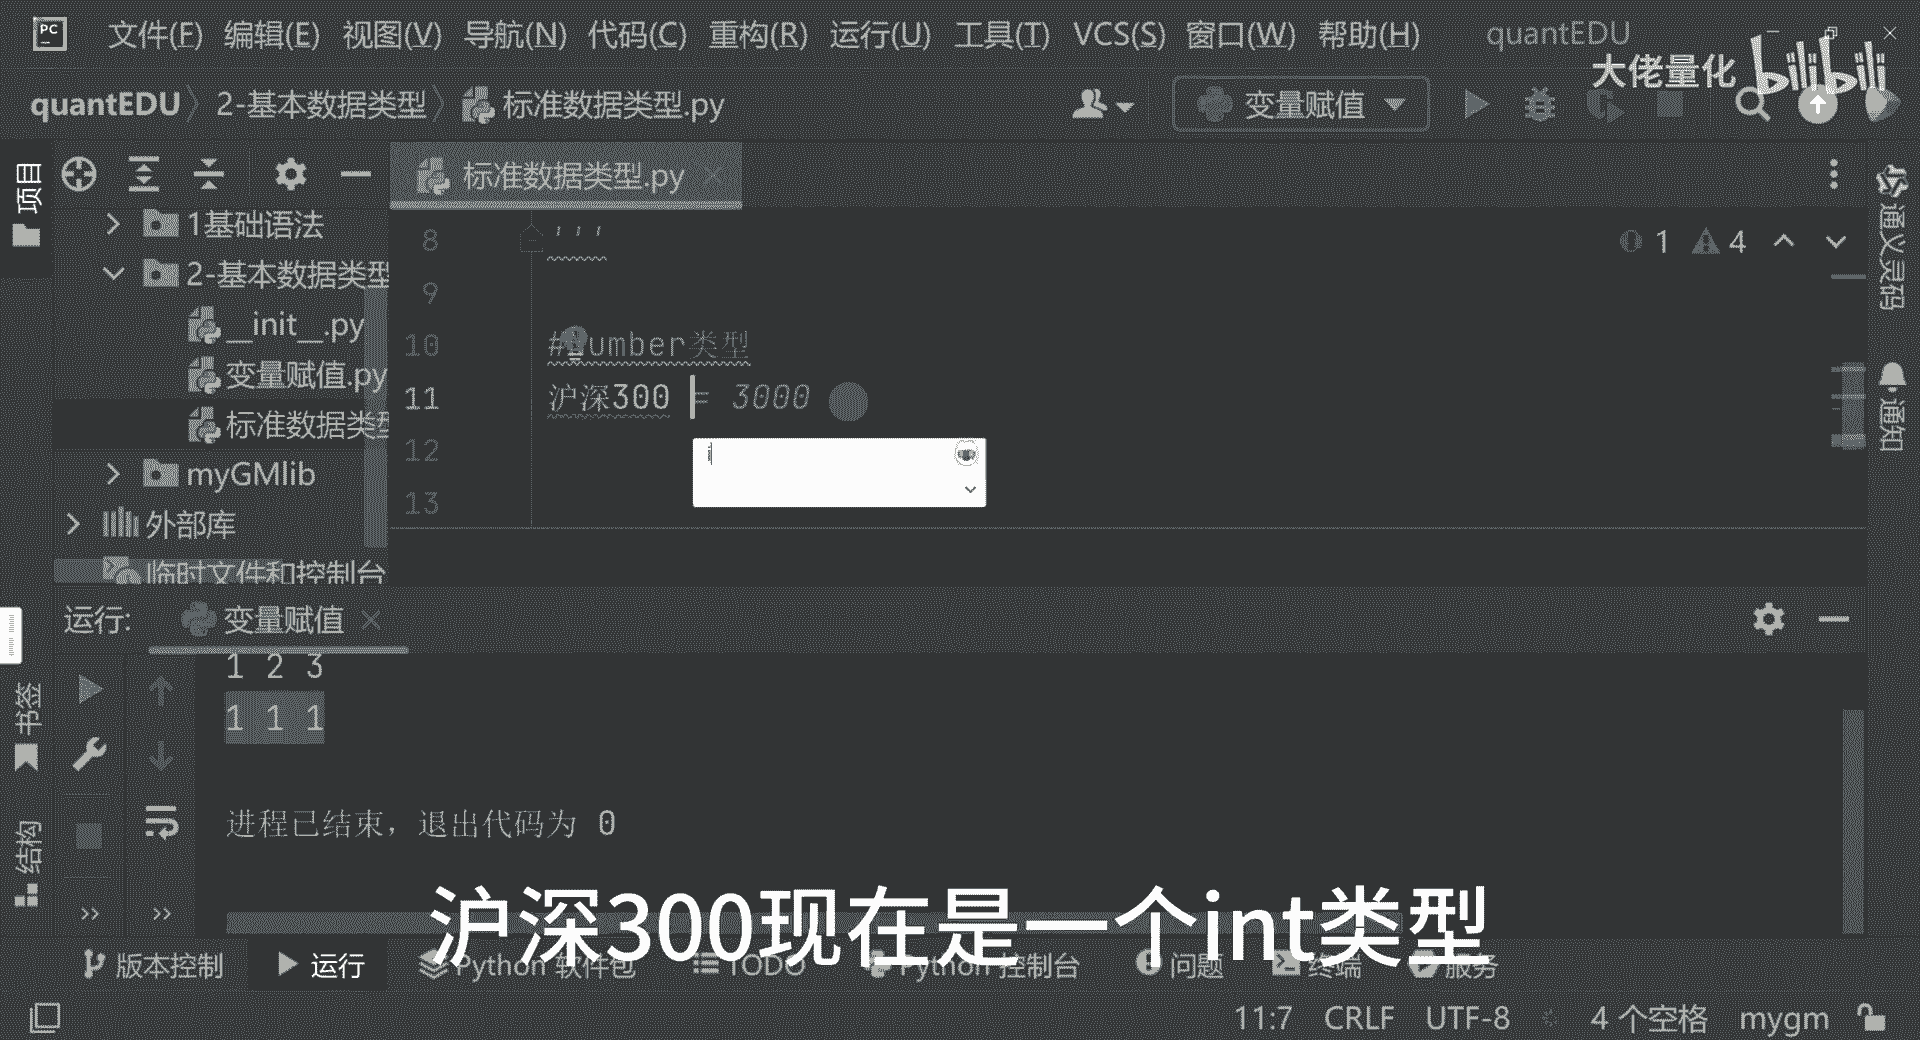 PC 文件(F) 编辑(E) 视图(V) 导航(N) 代码(C) 重构(R) 运行(U) 工具(T) VCS(S) 窗口(W) 帮助(H) quantEDU
大佬量化 bilibili
quantEDU 2-基本数据类型 标准数据类型.py 变量赋值
项目
标准数据类型.py
1基础语法
2-基本数据类型
__init__.py
变量赋值.py
标准数据类型
myGMlib
外部库
临时文件和控制台
8 '''
1 4
9
10 #Number类型
11 沪深300 = 3000
12
13
通义灵码
通知
运行: 变量赋值
1 2 3
1 1 1
进程已结束，退出代码为 0
书签
结构
沪深300现在是一个int类型
版本控制 运行 Python 软件包 TODO Python 控制台 问题 终端 服务
11:7 CRLF UTF-8 4 个空格 mygm